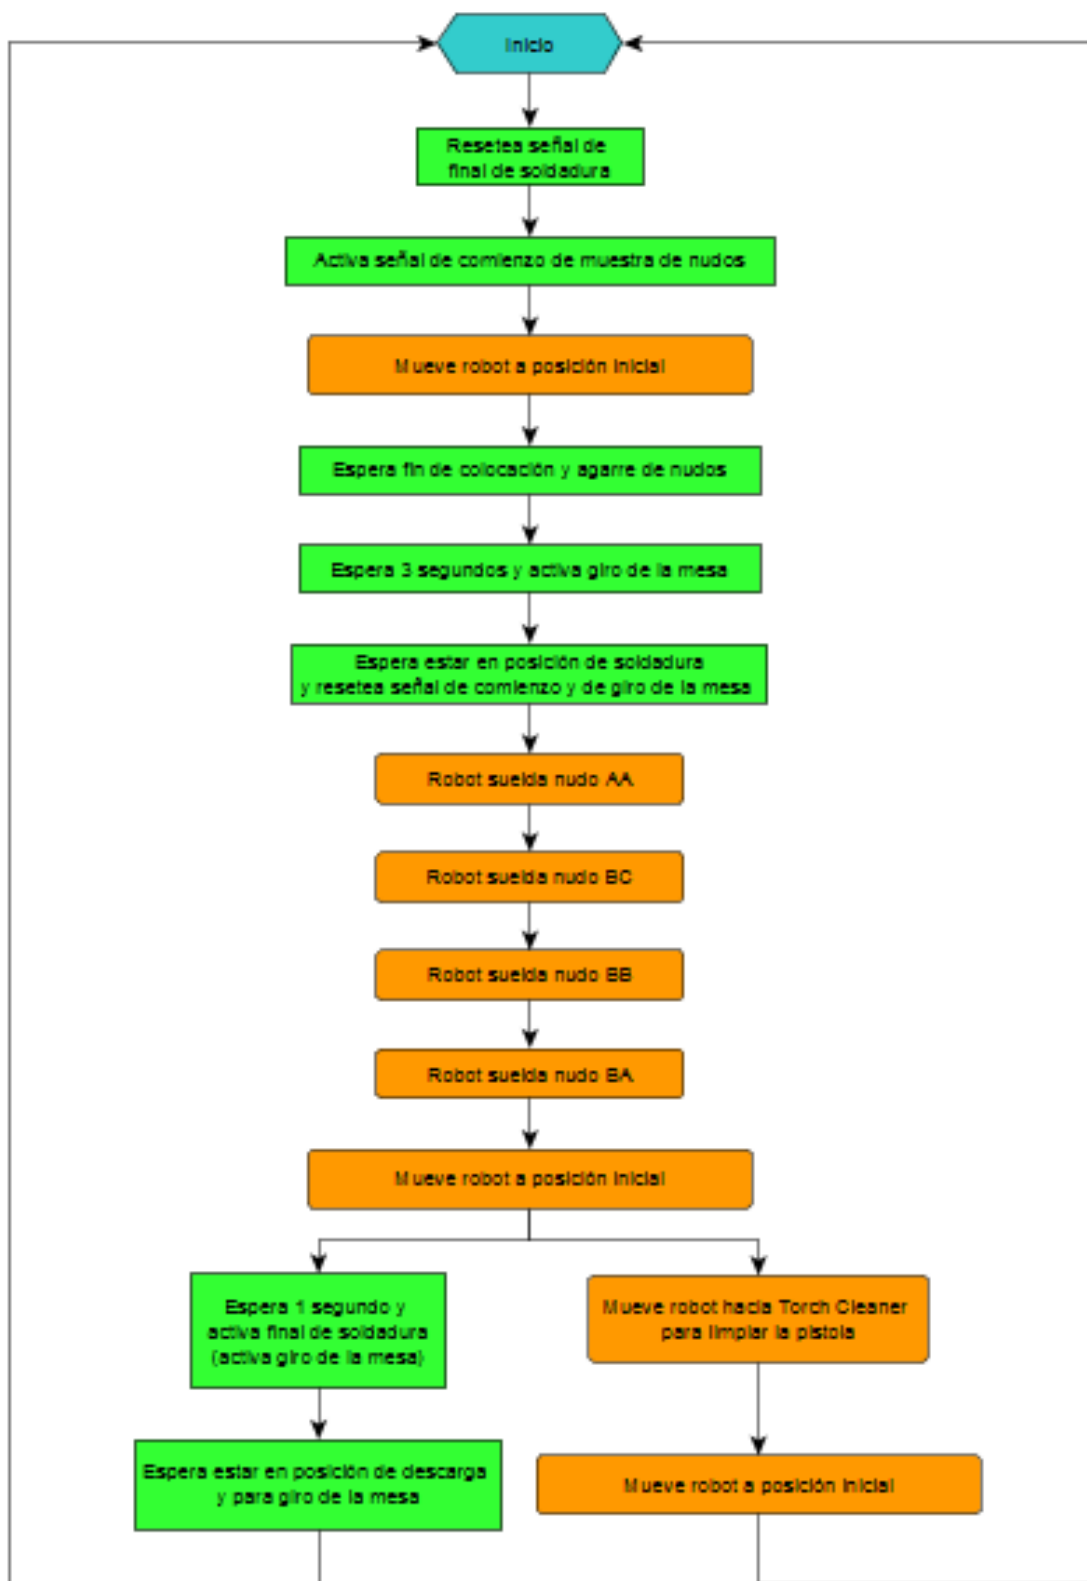 Inicio
Resetea señal de
final de soldadura
Activa señal de comienzo de muestra de nudos
Mueve robot a posición inicial
Espera fin de colocación y agarre de nudos
Espera 3 segundos y activa giro de la mesa
Espera estar en posición de soldadura
y resetea señal de comienzo y de giro de la mesa
Robot suelda nudo AA
Robot suelda nudo BC
Robot suelda nudo BB
Robot suelda nudo BA
Mueve robot a posición inicial
Espera 1 segundo y
activa final de soldadura
(activa giro de la mesa)
Mueve robot hacia Torch Cleaner
para limpiar la pistola
Espera estar en posición de descarga
y para giro de la mesa
Mueve robot a posición inicial